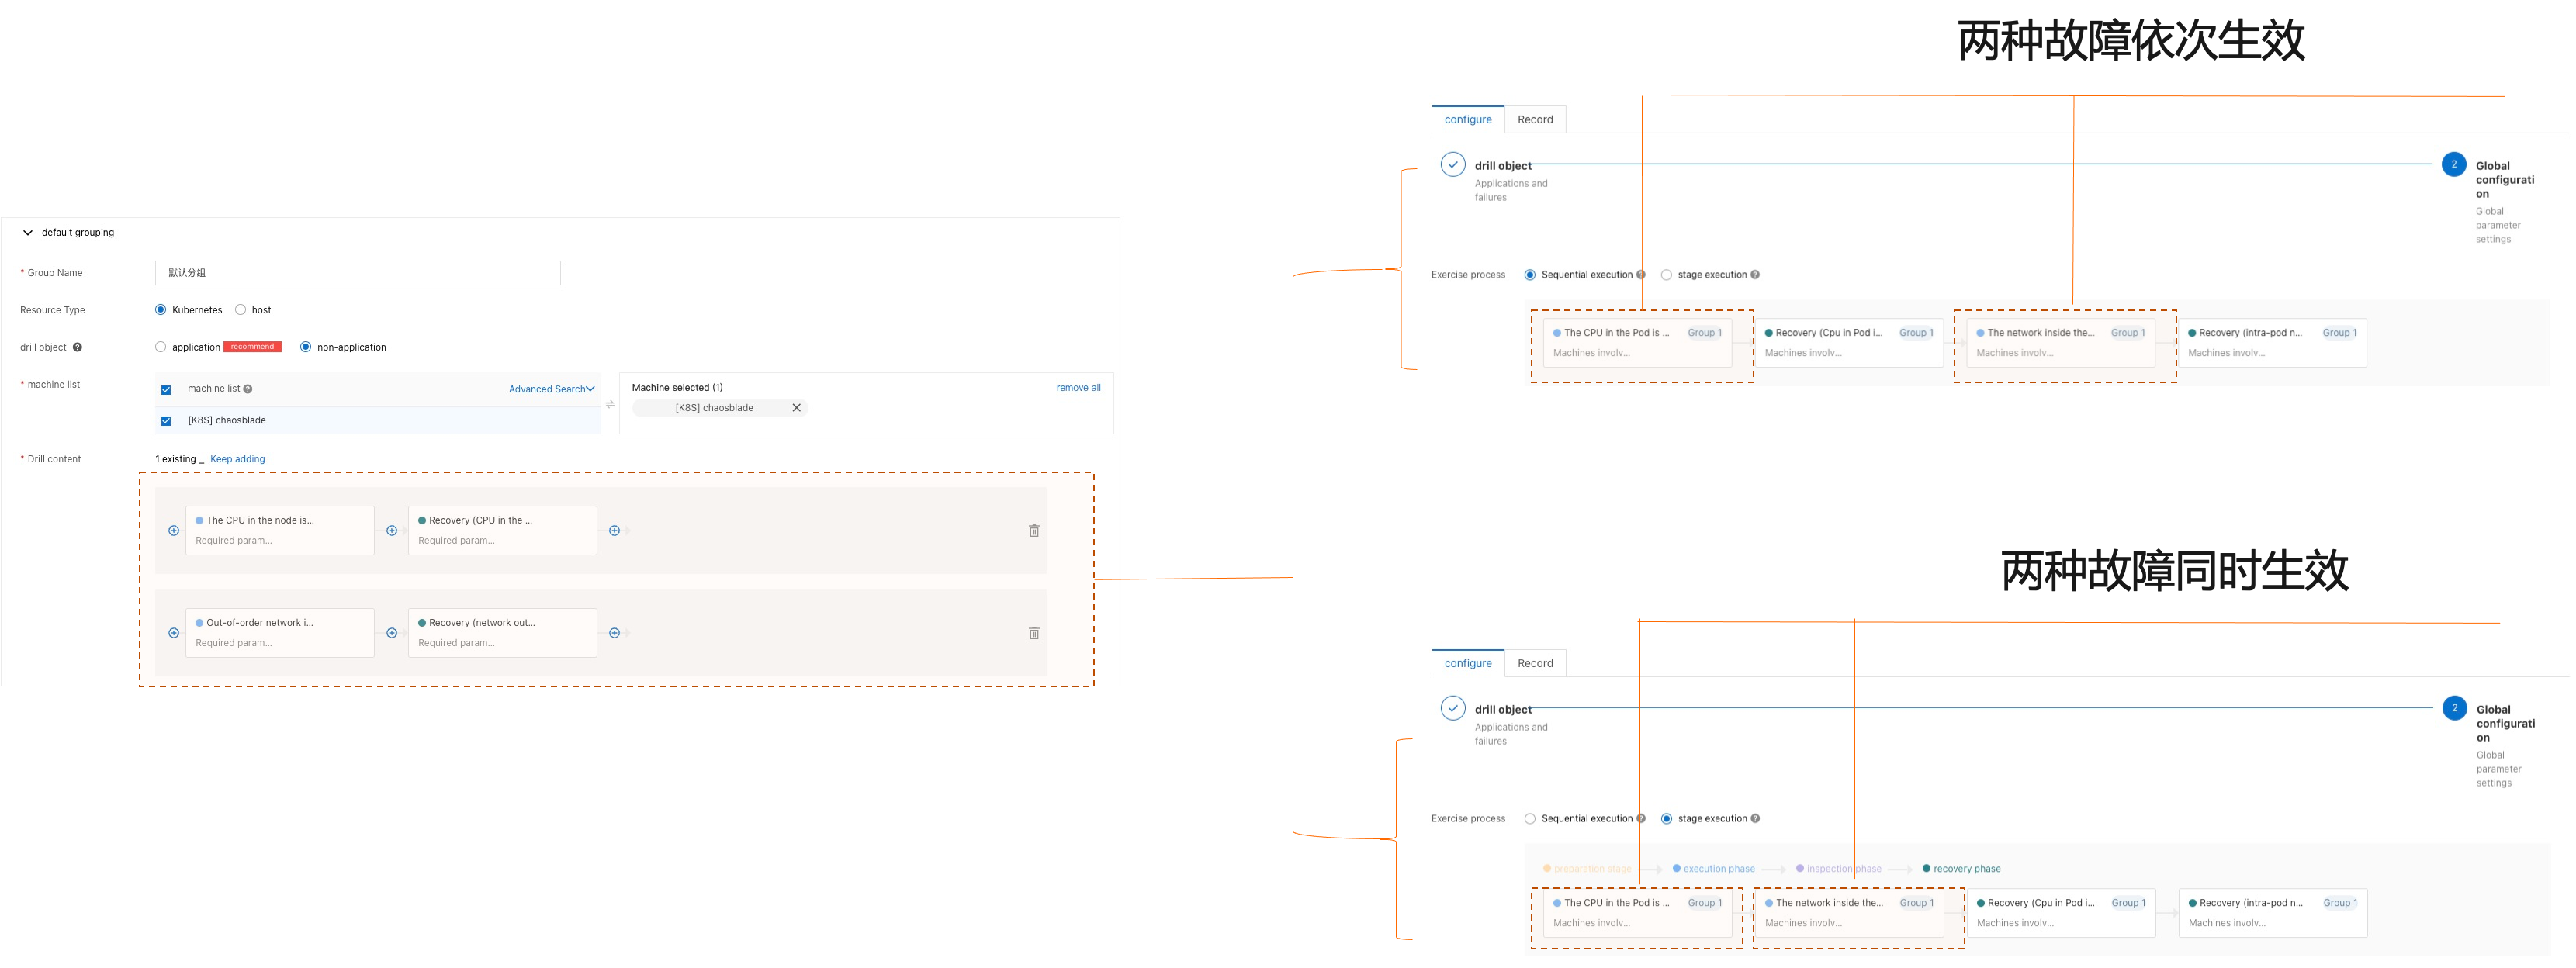 default grouping
* Group Name
默认分组
Resource Type
Kubernetes
host
drill object
application recommend
non-application
* machine list
machine list
Advanced Search
[K8S] chaosblade
Machine selected (1)
remove all
[K8S] chaosblade
* Drill content
1 existing _ Keep adding
The CPU in the node is...
Required param...
Recovery (CPU in the ...
Required param...
Out-of-order network i...
Required param...
Recovery (network out...
Required param...
两种故障依次生效
configure
Record
drill object
Applications and
failures
2
Global
configurati
on
Global
parameter
settings
Exercise process
Sequential execution
stage execution
The CPU in the Pod is ...
Group 1
Machines involv...
Recovery (Cpu in Pod i...
Group 1
Machines involv...
The network inside the...
Group 1
Machines involv...
Recovery (intra-pod n...
Group 1
Machines involv...
两种故障同时生效
configure
Record
drill object
Applications and
failures
2
Global
configurati
on
Global
parameter
settings
Exercise process
Sequential execution
stage execution
preparation stage
execution phase
inspection phase
recovery phase
The CPU in the Pod is ...
Group 1
Machines involv...
The network inside the...
Group 1
Machines involv...
Recovery (Cpu in Pod i...
Group 1
Machines involv...
Recovery (intra-pod n...
Group 1
Machines involv...